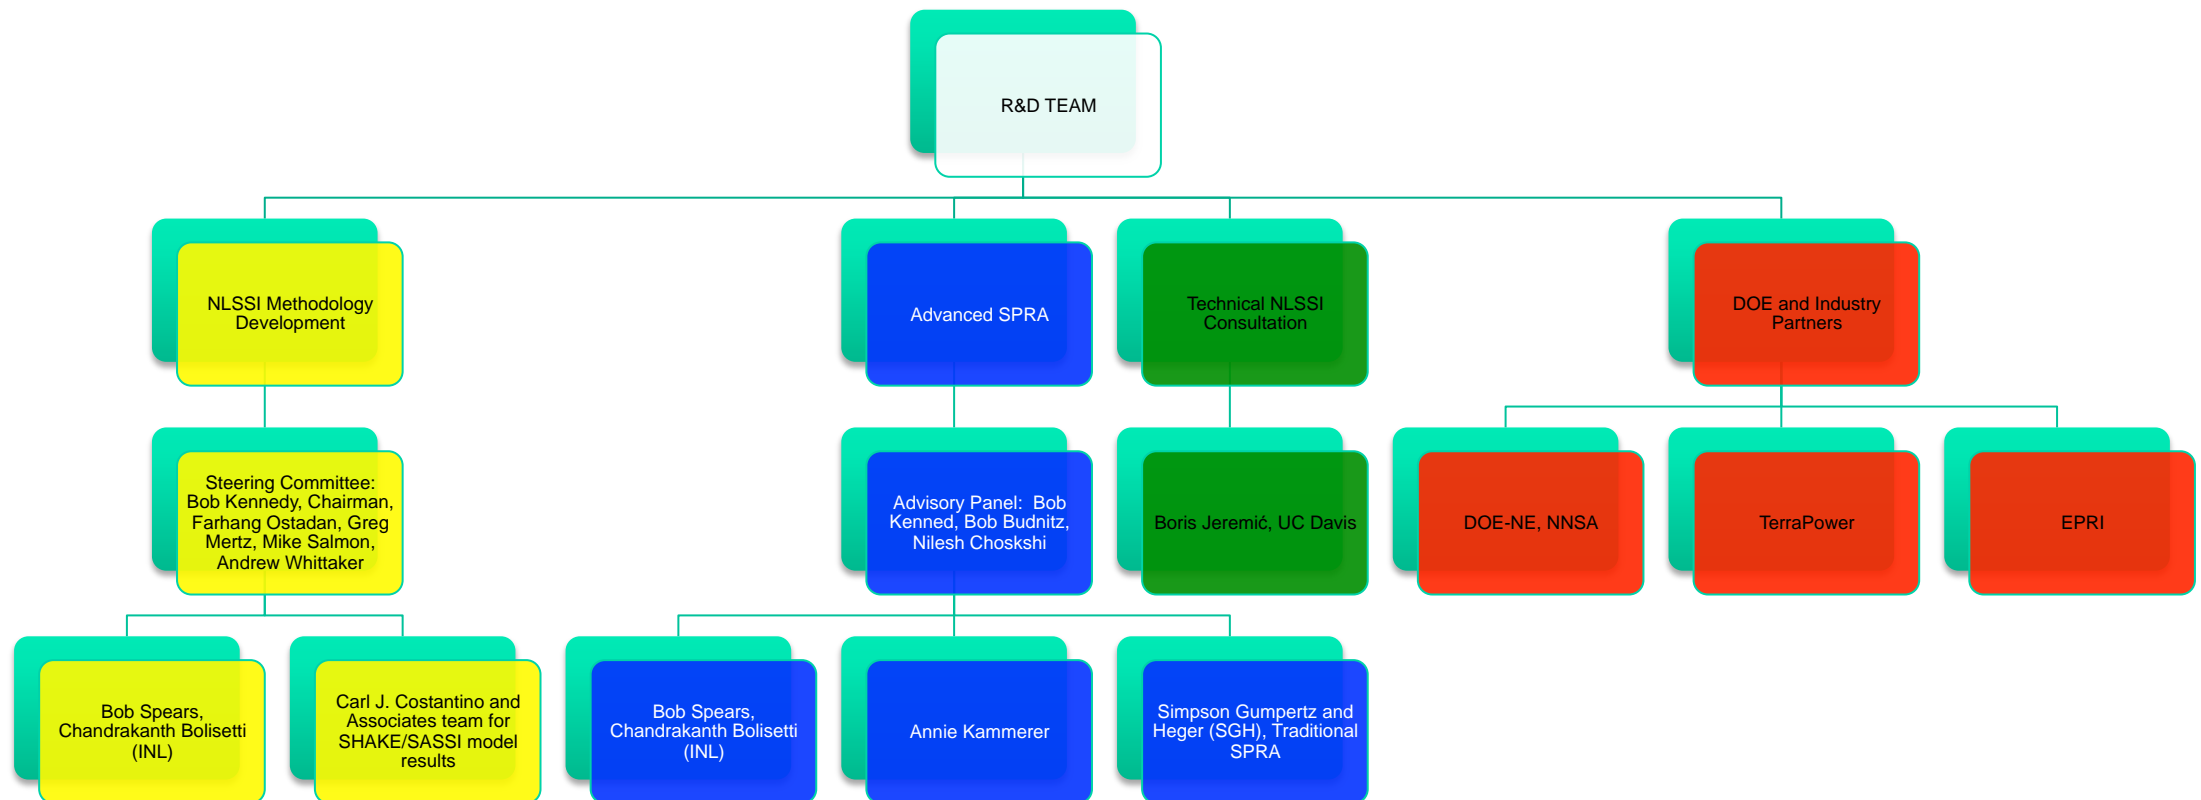 R&D TEAM
NLSSI Methodology
Development
Advanced SPRA
Technical NLSSI
Consultation
DOE and Industry
Partners
Steering Committee:
Bob Kennedy, Chairman,
Farhang Ostadan, Greg
Mertz, Mike Salmon,
Andrew Whittaker
Advisory Panel:  Bob
Kenned, Bob Budnitz,
Nilesh Choskshi
Boris Jeremić, UC Davis
DOE-NE, NNSA
TerraPower
EPRI
Bob Spears,
Chandrakanth Bolisetti
(INL)
Carl J. Costantino and
Associates team for
SHAKE/SASSI model
results
Bob Spears,
Chandrakanth Bolisetti
(INL)
Annie Kammerer
Simpson Gumpertz and
Heger (SGH), Traditional
SPRA